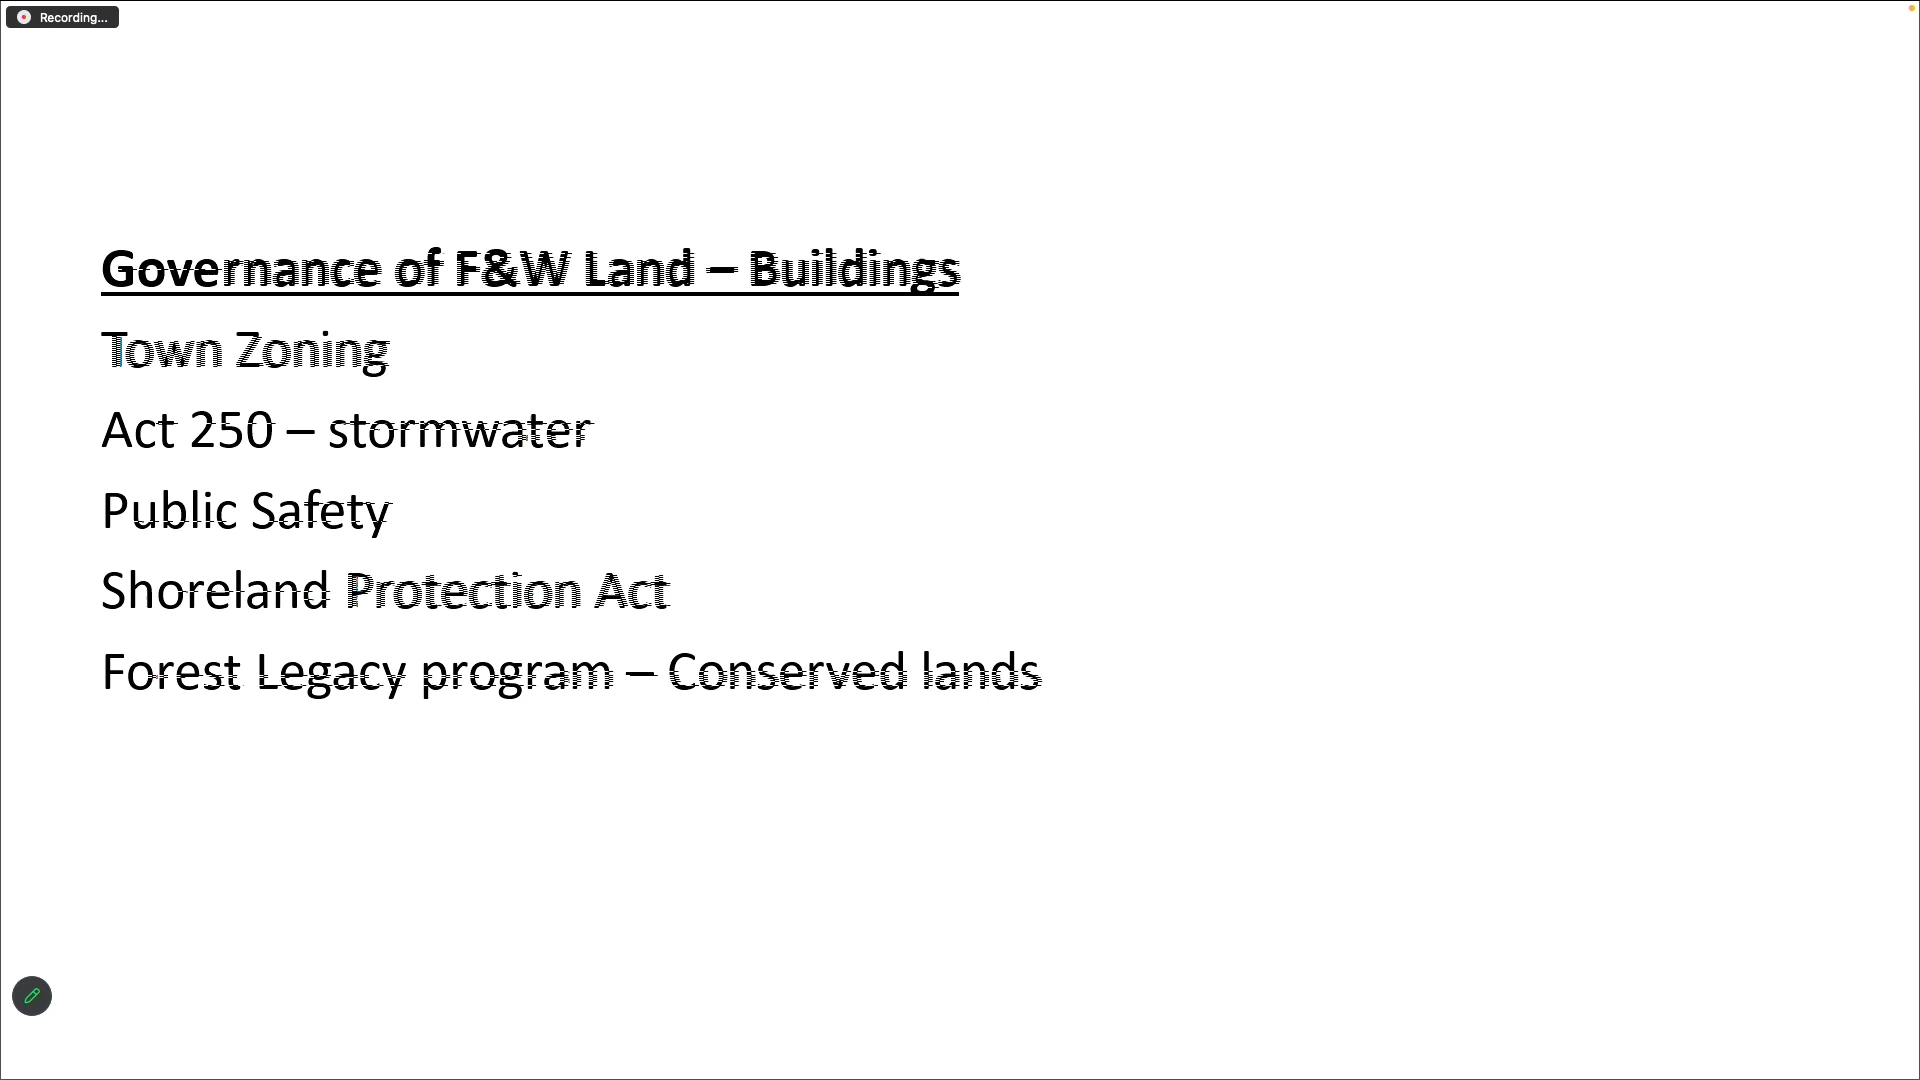 Recording...
Governance of F&W Land – Buildings
Town Zoning
Act 250 – stormwater
Public Safety
Shoreland Protection Act
Forest Legacy program – Conserved lands